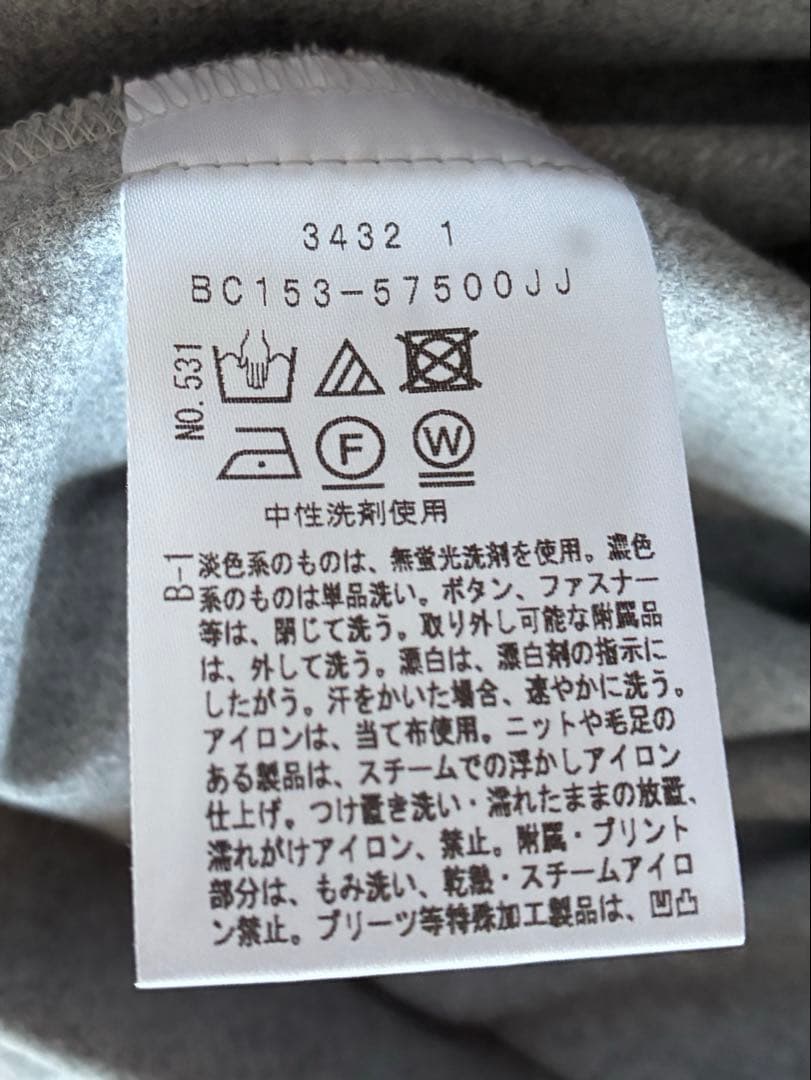 3432 1
BC153-57500JJ
NO.531
F
W
中性洗剤使用
B-1
淡色系のものは、無蛍光洗剤を使用。濃色
系のものは単品洗い。ボタン、ファスナー
等は、閉じて洗う。取り外し可能な附属品
は、外して洗う。漂白は、漂白剤の指示に
したがう。汗をかいた場合、速やかに洗う。
アイロンは、当て布使用。ニットや毛足の
ある製品は、スチームでの浮かしアイロン
仕上げ。つけ置き洗い・濡れたままの放置、
濡れがけアイロン、禁止。附属・プリント
部分は、もみ洗い、乾熱・スチームアイロ
ン禁止。プリーツ等特殊加工製品は、凹凸